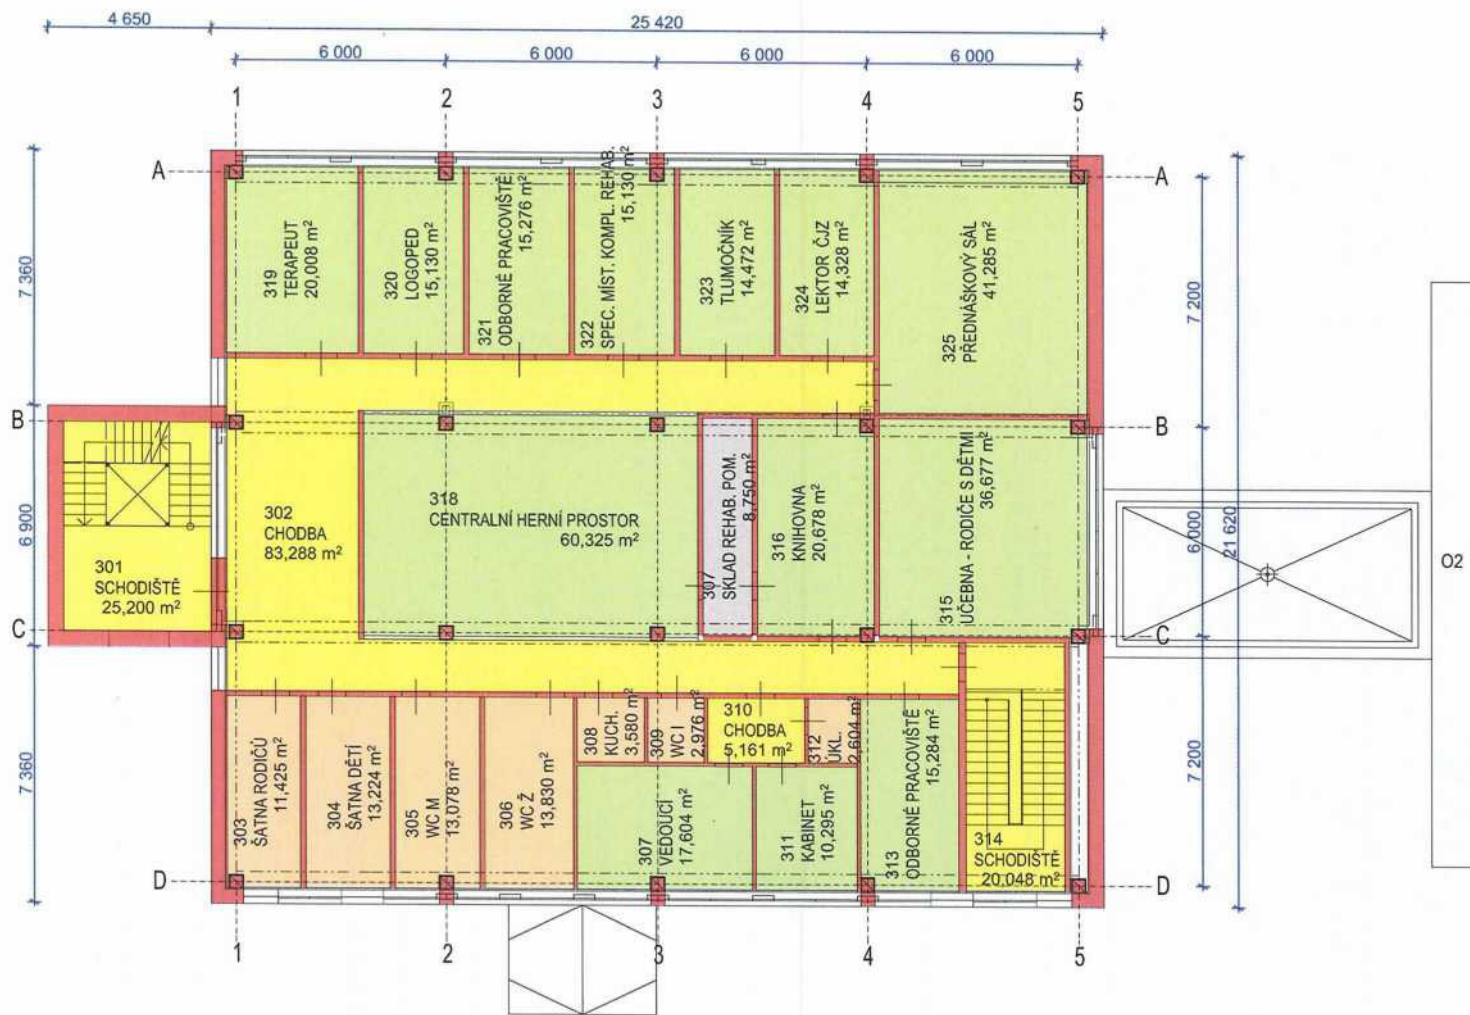 4 650
25 420
6 000
6 000
6 000
6 000
1
2
3
4
5
A
A
7 360
7 200
319
TERAPEUT
20,008 m²
320
LOGOPED
15,130 m²
321
ODBORNÉ PRACOVIŠTĚ
15,276 m²
322
SPEC. MÍST. KOMPL. REHAB.
15,130 m²
323
TLUMOČNÍK
14,472 m²
324
LEKTOR ČJZ
14,328 m²
325
PŘEDNÁŠKOVÝ SÁL
41,285 m²
B
B
6 900
301
SCHODIŠTĚ
25,200 m²
302
CHODBA
83,288 m²
318
CENTRALNÍ HERNÍ PROSTOR
60,325 m²
307
SKLAD REHAB. POM.
8,750 m²
316
KNIHOVNA
20,678 m²
315
UČEBNA - RODIČE S DĚTMI
36,677 m²
6 000
21 620
O2
C
C
7 360
7 200
303
ŠATNA RODIČŮ
11,425 m²
304
ŠATNA DĚTÍ
13,224 m²
305
WC M
13,078 m²
306
WC Ž
13,830 m²
308
KUCH.
3,580 m²
309
WC I
2,976 m²
310
CHODBA
5,161 m²
312
ÚKL.
2,604 m²
307
VEDOUCÍ
17,604 m²
311
KABINET
10,295 m²
313
ODBORNÉ PRACOVIŠTĚ
15,284 m²
314
SCHODIŠTĚ
20,048 m²
D
D
1
2
3
4
5